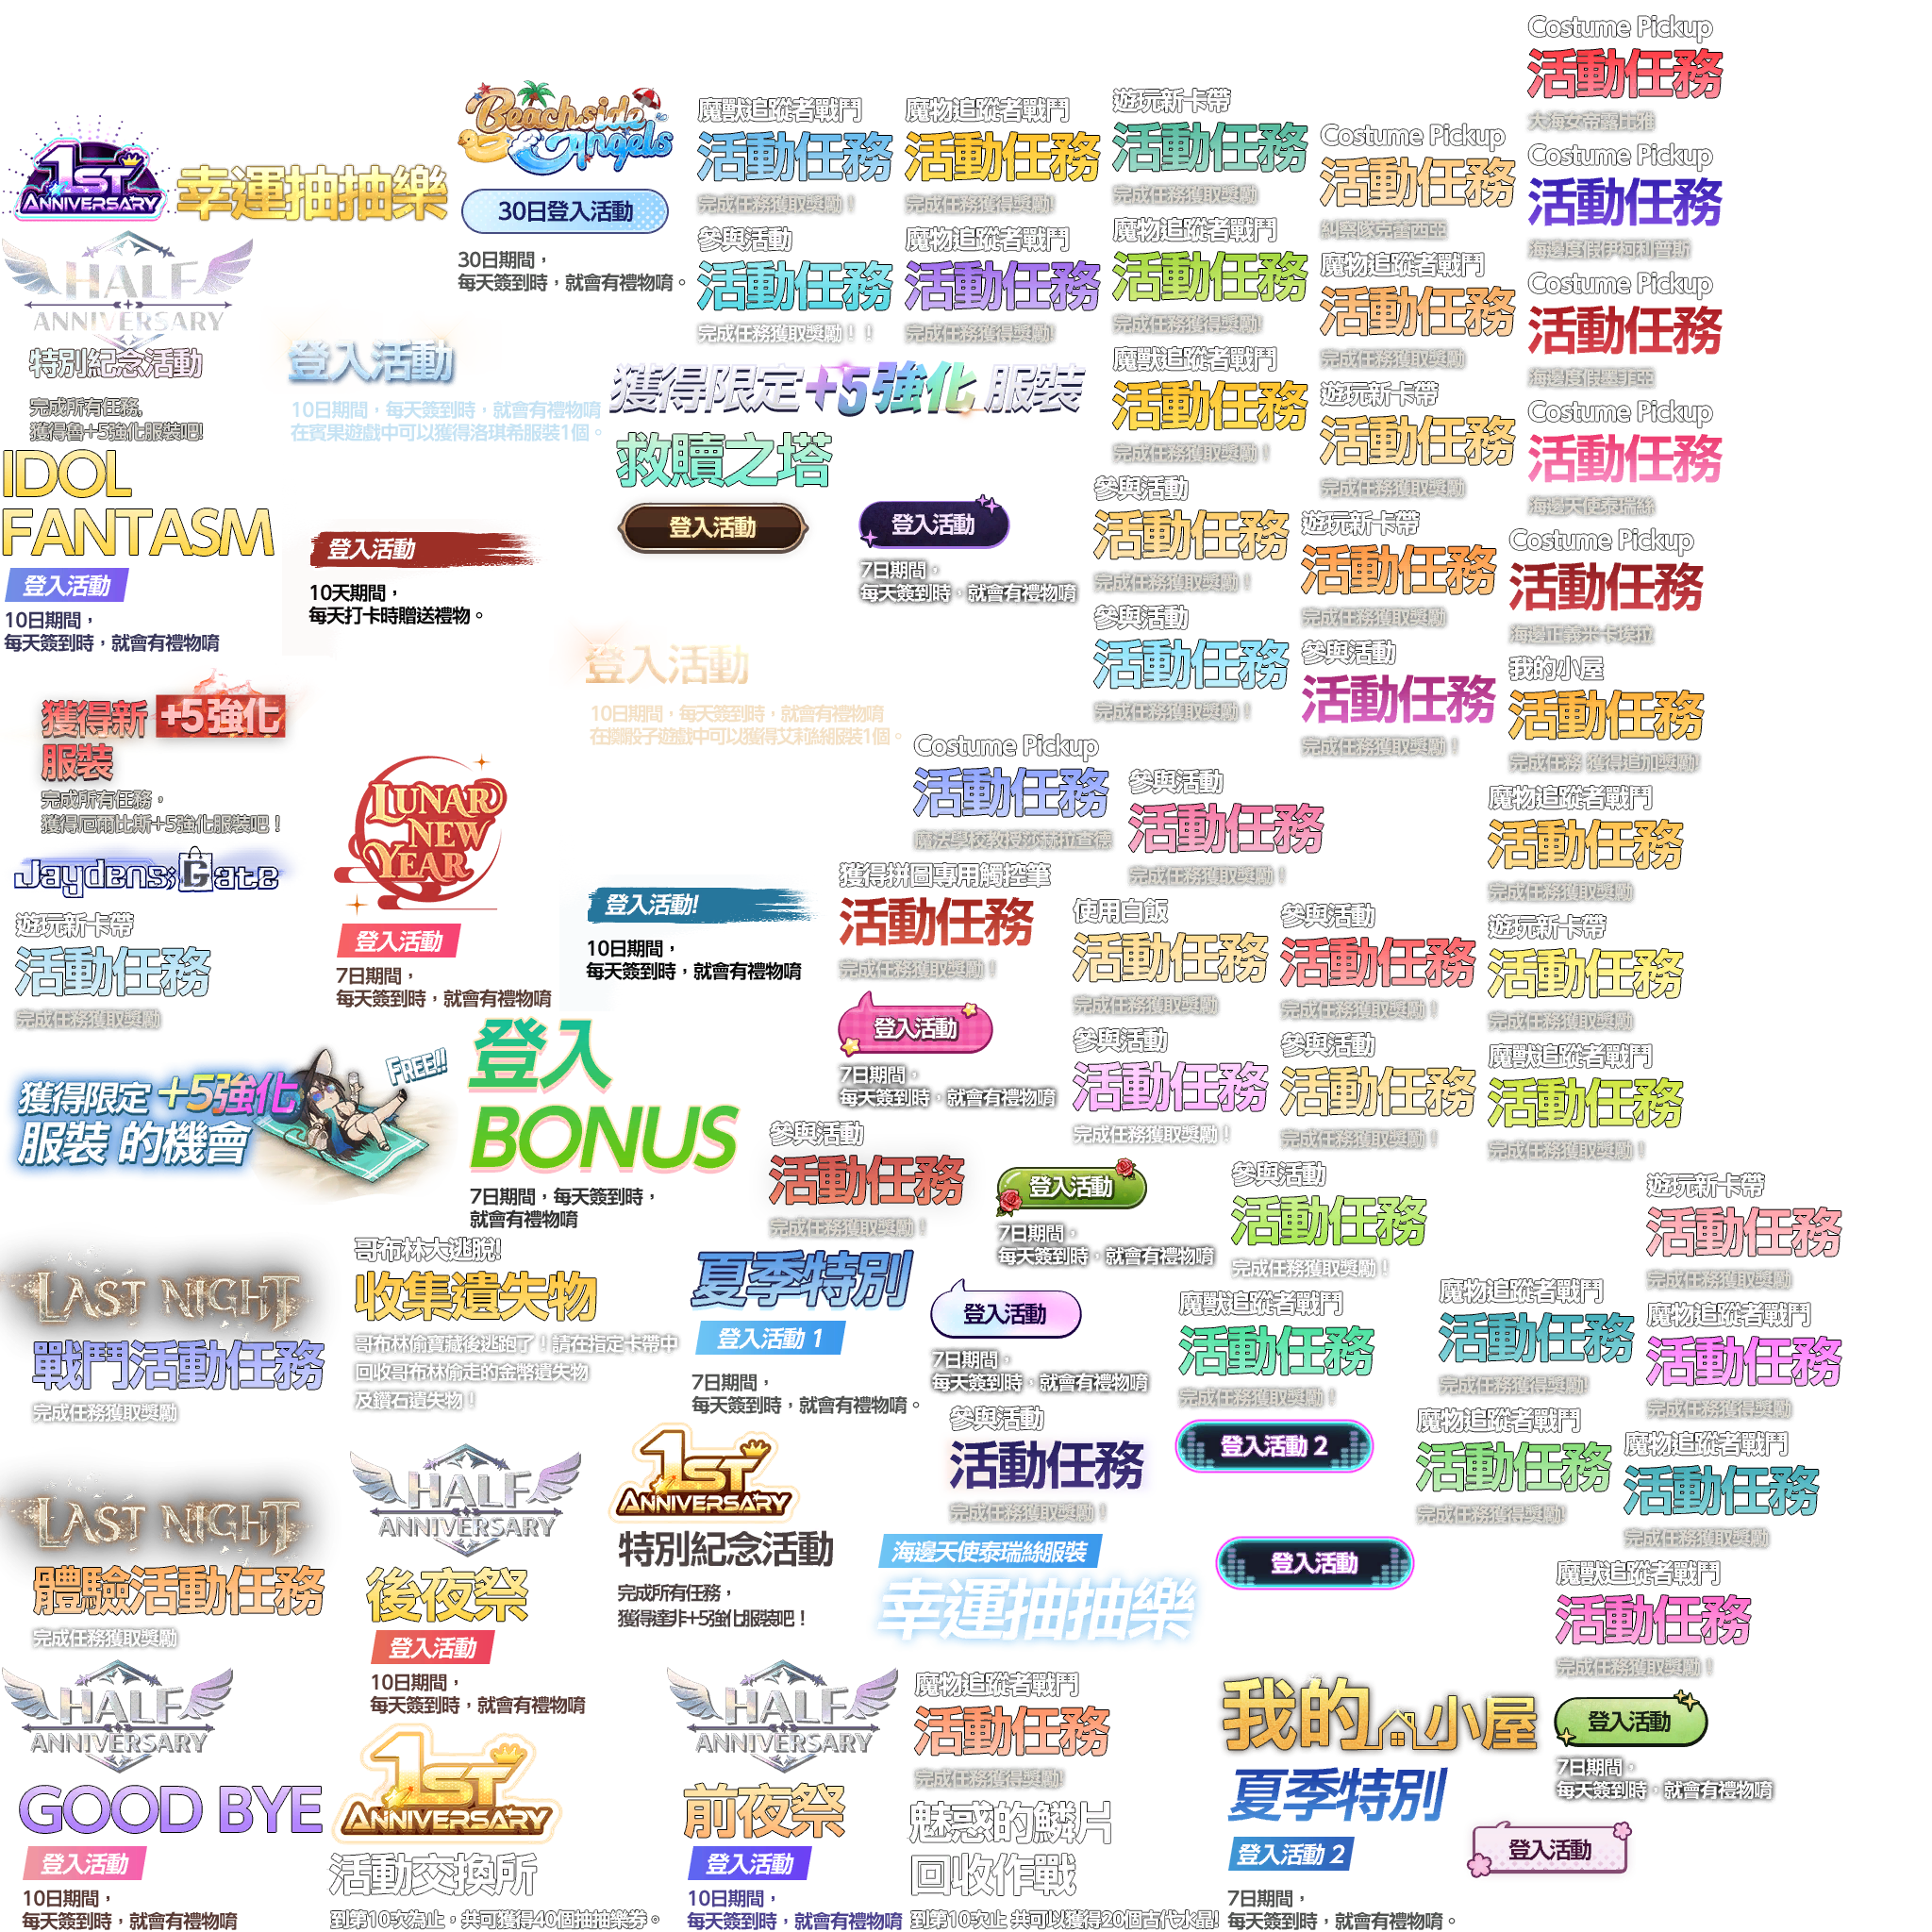 1ST
ANNIVERSARY
幸運抽抽樂
Beachside
Angels
30日登入活動
30日期間，
每天簽到時，就會有禮物唷。
魔獸追蹤者戰鬥
活動任務
完成任務獲取獎勵！
參與活動
活動任務
完成任務獲取獎勵！！
魔物追蹤者戰鬥
活動任務
完成任務獲得獎勵!
魔物追蹤者戰鬥
活動任務
完成任務獲得獎勵!
遊玩新卡帶
活動任務
完成任務獲取獎勵
魔物追蹤者戰鬥
活動任務
完成任務獲得獎勵!
魔獸追蹤者戰鬥
活動任務
完成任務獲取獎勵！
Costume Pickup
活動任務
糾察隊克雷西亞
魔物追蹤者戰鬥
活動任務
完成任務獲取獎勵
遊玩新卡帶
活動任務
完成任務獲取獎勵
Costume Pickup
活動任務
大海女帝露比雅
Costume Pickup
活動任務
海邊度假伊柯利普斯
Costume Pickup
活動任務
海邊度假墨菲亞
Costume Pickup
活動任務
海邊天使泰瑞絲
HALF
ANNIVERSARY
特別紀念活動
完成所有任務,
獲得魯+5強化服裝吧!
登入活動
10日期間，每天簽到時，就會有禮物唷
在賓果遊戲中可以獲得洛琪希服裝1個。
獲得限定+5強化 服裝
救贖之塔
登入活動
登入活動
7日期間，
每天簽到時，就會有禮物唷
IDOL
FANTASM
登入活動
10日期間，
每天簽到時，就會有禮物唷
登入活動
10天期間，
每天打卡時贈送禮物。
登入活動
10日期間，每天簽到時，就會有禮物唷
在擲骰子遊戲中可以獲得艾莉絲服裝1個。
參與活動
活動任務
完成任務獲取獎勵！
參與活動
活動任務
完成任務獲取獎勵！
遊玩新卡帶
活動任務
完成任務獲取獎勵
參與活動
活動任務
完成任務獲取獎勵！
Costume Pickup
活動任務
海邊正義米卡埃拉
我的小屋
活動任務
完成任務 獲得追加獎勵!
獲得新 +5強化
服裝
完成所有任務，
獲得厄爾比斯+5強化服裝吧！
Jaydens;Gate
遊玩新卡帶
活動任務
完成任務獲取獎勵
LUNAR
NEW
YEAR
登入活動
7日期間，
每天簽到時，就會有禮物唷
登入活動!
10日期間，
每天簽到時，就會有禮物唷
Costume Pickup
活動任務
魔法學校教授莎赫拉查德
參與活動
活動任務
完成任務獲取獎勵！
獲得拼圖專用觸控筆
活動任務
完成任務獲取獎勵！
登入活動
7日期間，
每天簽到時，就會有禮物唷
使用白飯
活動任務
完成任務獲取獎勵
參與活動
活動任務
完成任務獲取獎勵！
參與活動
活動任務
完成任務獲取獎勵！
參與活動
活動任務
完成任務獲取獎勵！
魔物追蹤者戰鬥
活動任務
完成任務獲取獎勵
遊玩新卡帶
活動任務
完成任務獲取獎勵
魔獸追蹤者戰鬥
活動任務
完成任務獲取獎勵！
獲得限定 +5強化
服裝 的機會
FREE!!
登入
BONUS
7日期間，每天簽到時，
就會有禮物唷
參與活動
活動任務
完成任務獲取獎勵！
登入活動
7日期間，
每天簽到時，就會有禮物唷
參與活動
活動任務
完成任務獲取獎勵！
遊玩新卡帶
活動任務
完成任務獲取獎勵
LAST NIGHT
戰鬥活動任務
完成任務獲取獎勵
哥布林大逃脫!
收集遺失物
哥布林偷寶藏後逃跑了！請在指定卡帶中
回收哥布林偷走的金幣遺失物
及鑽石遺失物！
夏季特別
登入活動 1
7日期間，
每天簽到時，就會有禮物唷。
登入活動
7日期間，
每天簽到時，就會有禮物唷
魔獸追蹤者戰鬥
活動任務
完成任務獲取獎勵！
魔物追蹤者戰鬥
活動任務
完成任務獲得獎勵!
魔物追蹤者戰鬥
活動任務
完成任務獲得獎勵
LAST NIGHT
體驗活動任務
完成任務獲取獎勵
HALF
ANNIVERSARY
後夜祭
登入活動
10日期間，
每天簽到時，就會有禮物唷
1ST
ANNIVERSARY
特別紀念活動
完成所有任務，
獲得達非+5強化服裝吧！
參與活動
活動任務
完成任務獲取獎勵！
海邊天使泰瑞絲服裝
幸運抽抽樂
登入活動 2
登入活動
魔物追蹤者戰鬥
活動任務
完成任務獲得獎勵!
魔物追蹤者戰鬥
活動任務
完成任務獲取獎勵
魔獸追蹤者戰鬥
活動任務
完成任務獲取獎勵！
HALF
ANNIVERSARY
GOOD BYE
登入活動
10日期間，
每天簽到時，就會有禮物唷
1ST
ANNIVERSARY
活動交換所
到第10次為止，共可獲得40個抽抽樂券。
HALF
ANNIVERSARY
前夜祭
登入活動
10日期間，
每天簽到時，就會有禮物唷
魔物追蹤者戰鬥
活動任務
完成任務獲得獎勵!
魅惑的鱗片
回收作戰
到第10次止 共可以獲得20個古代水晶!
我的小屋
夏季特別
登入活動 2
7日期間，
每天簽到時，就會有禮物唷。
登入活動
7日期間，
每天簽到時，就會有禮物唷
登入活動